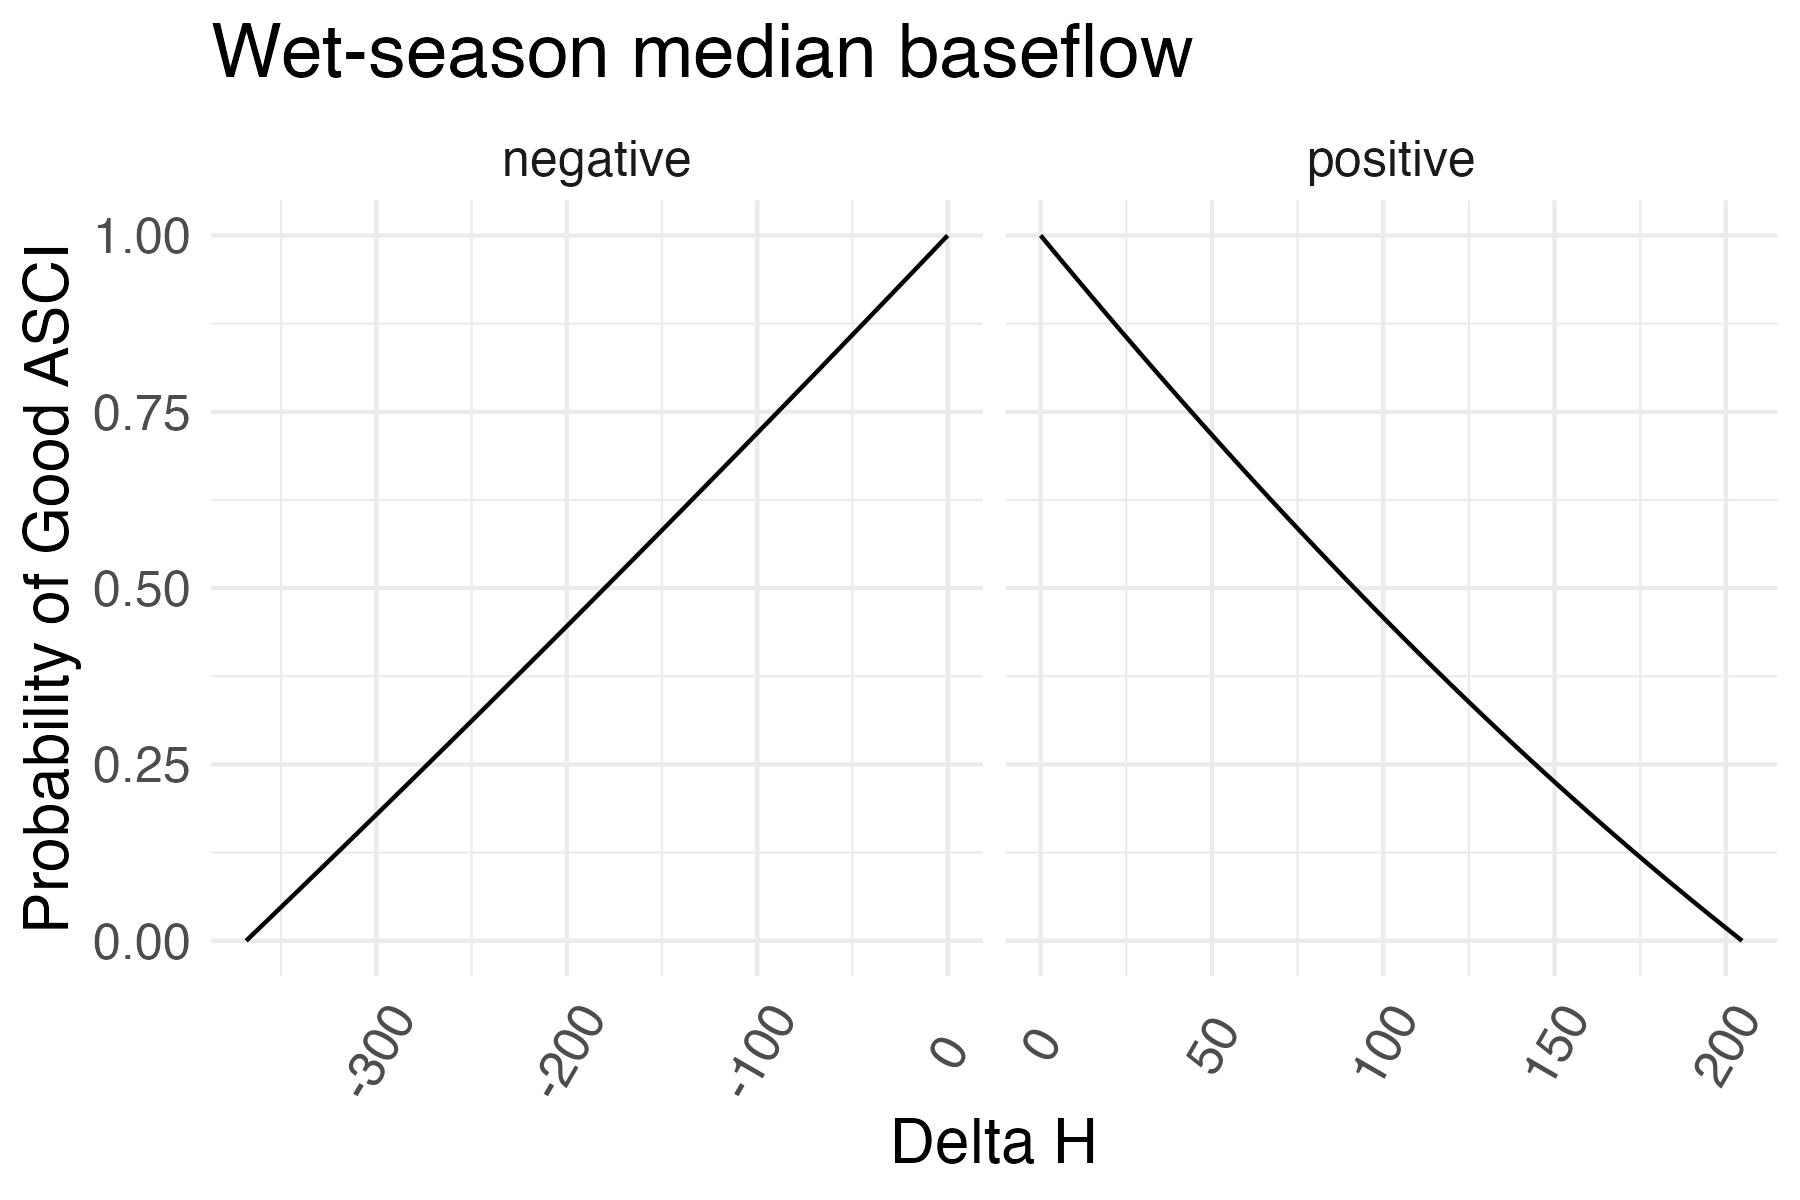 Wet-season median baseflow
negative
positive
Probability of Good ASCI
1.00
0.75
0.50
0.25
0.00
-300
-200
-100
0
0
50
100
150
200
Delta H